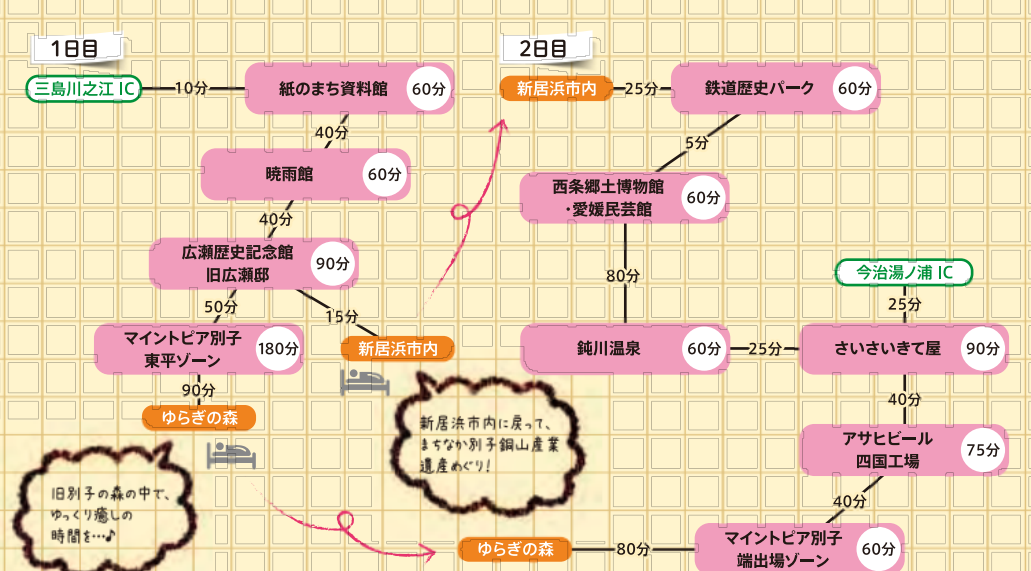 1日目
三島川之江 IC
10分
紙のまち資料館
60分
40分
暁雨館
60分
40分
広瀬歴史記念館
旧広瀬邸
90分
50分
15分
マイントピア別子
東平ゾーン
180分
新居浜市内
90分
ゆらぎの森
旧別子の森の中で、
ゆっくり癒しの
時間を…♪
新居浜市内に戻って、
まちなか別子銅山産業
遺産めぐり!
2日目
新居浜市内
25分
鉄道歴史パーク
60分
5分
西条郷土博物館
・愛媛民芸館
60分
80分
鈍川温泉
60分
25分
今治湯ノ浦 IC
25分
さいさいきて屋
90分
40分
アサヒビール
四国工場
75分
40分
ゆらぎの森
80分
マイントピア別子
端出場ゾーン
60分